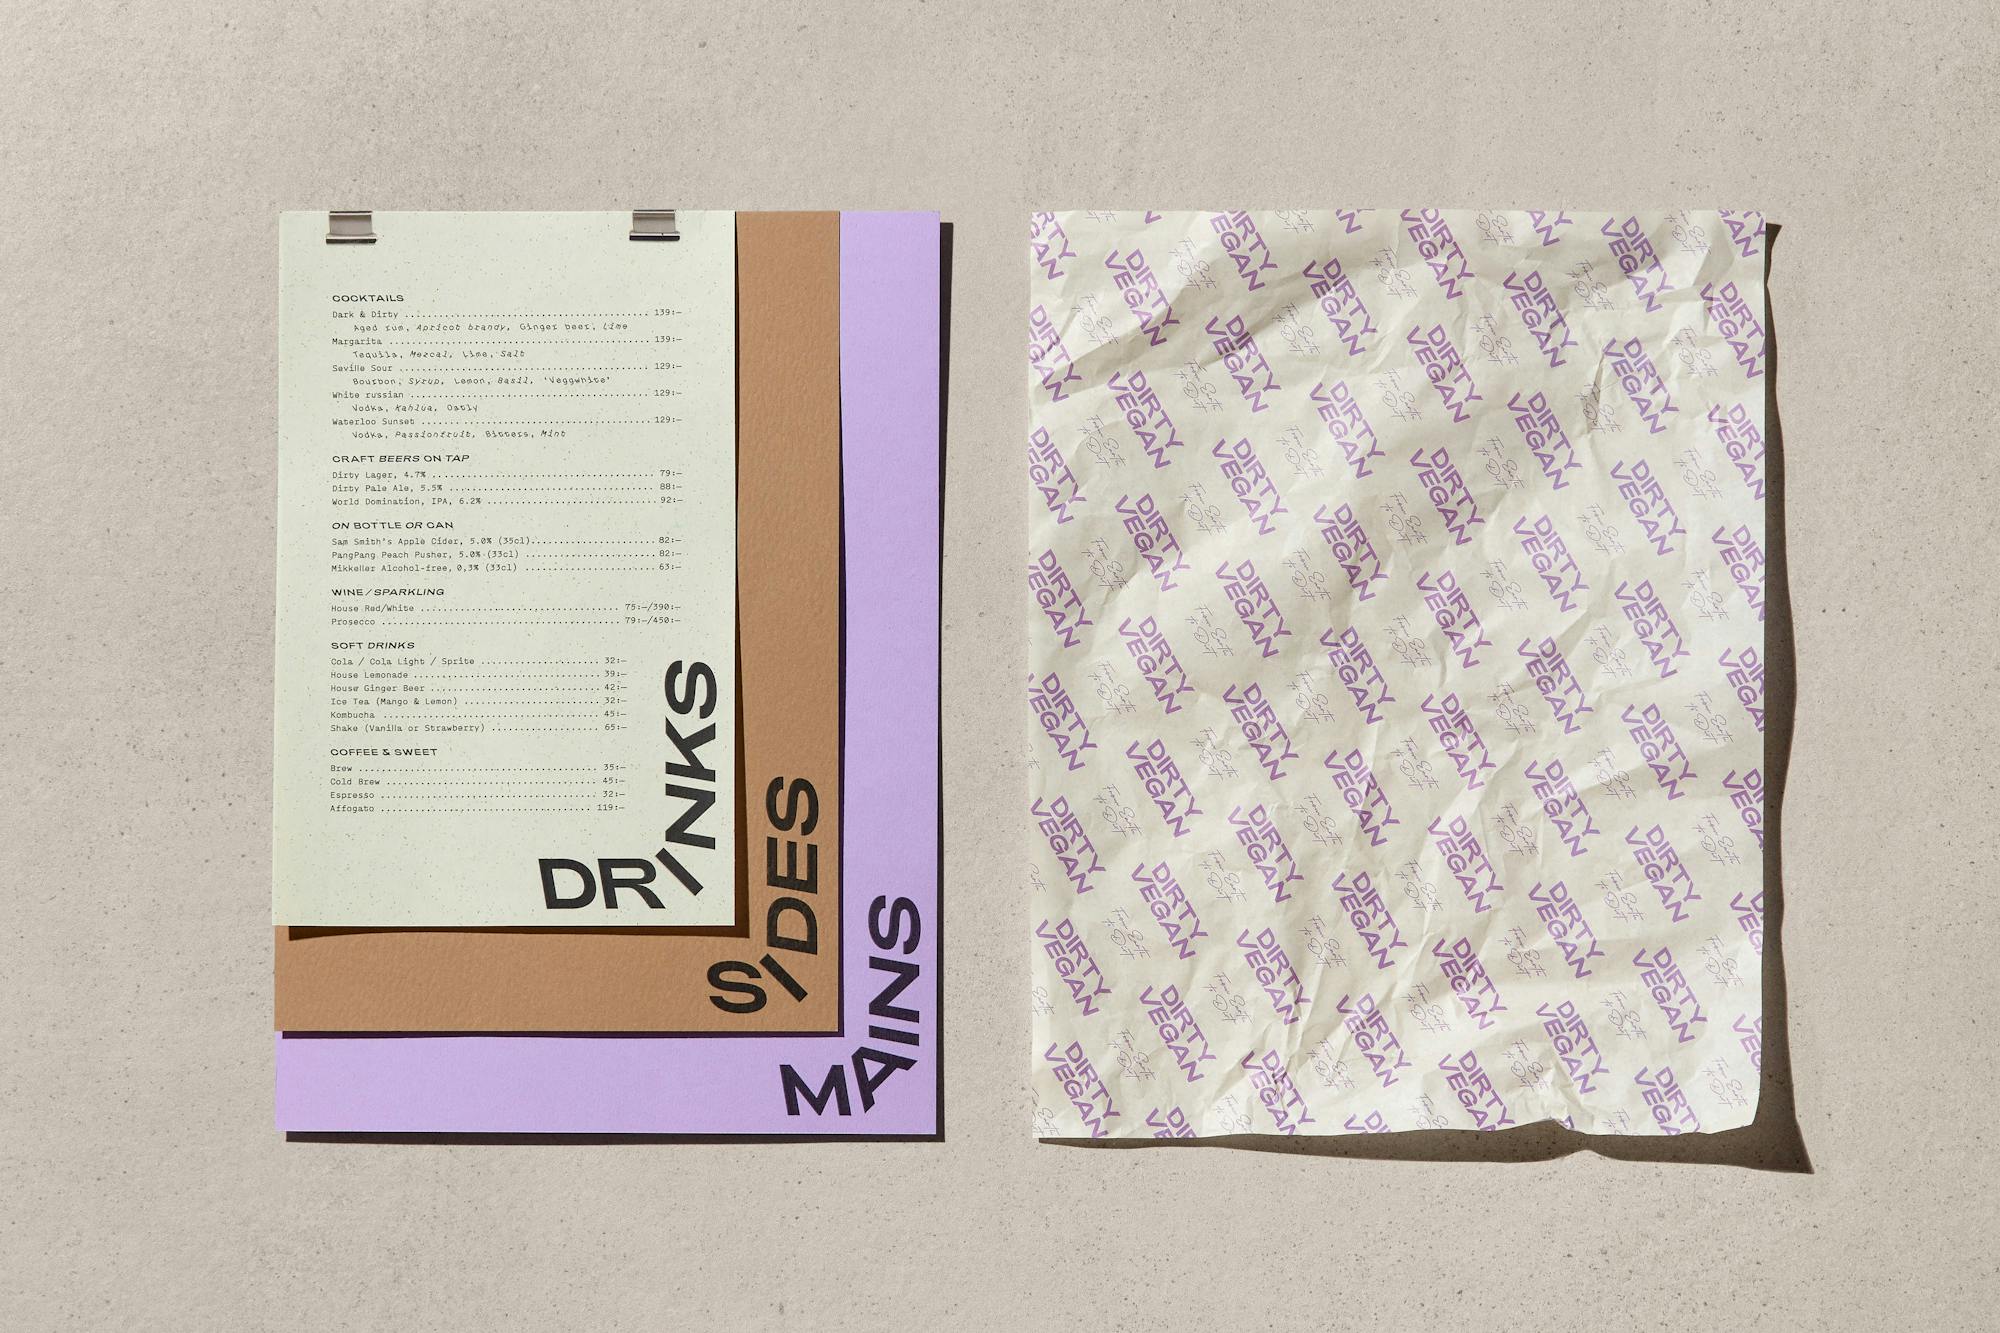 COCKTAILS
Dark & Dirty ........................................ 139:–
Aged rum, Apricot brandy, Ginger beer, Lime
Margarita ........................................... 139:–
Tequila, Mezcal, Lime, Salt
Seville Sour ........................................ 129:–
Bourbon, Syrup, Lemon, Basil, 'Veggwhite'
White russian ....................................... 129:–
Vodka, Kahlua, Oatly
Waterloo Sunset ..................................... 129:–
Vodka, Passionfruit, Bitters, Mint
CRAFT BEERS ON TAP
Dirty Lager, 4.7% ................................... 79:–
Dirty Pale Ale, 5.5% ................................ 88:–
World Domination, IPA, 6.2% ......................... 92:–
ON BOTTLE OR CAN
Sam Smith's Apple Cider, 5.0% (35cl)................. 82:–
PangPang Peach Pusher, 5.0% (33cl) .................. 82:–
Mikkeller Alcohol-free, 0,3% (33cl) ................. 63:–
WINE/SPARKLING
House Red/White ................................ 75:–/390:–
Prosecco ....................................... 79:–/450:–
SOFT DRINKS
Cola / Cola Light / Sprite ................... 32:–
House Lemonade ............................... 39:–
House Ginger Beer ............................ 42:–
Ice Tea (Mango & Lemon) ...................... 32:–
Kombucha ..................................... 45:–
Shake (Vanilla or Strawberry) ................ 65:–
COFFEE & SWEET
Brew ......................................... 35:–
Cold Brew .................................... 45:–
Espresso ..................................... 32:–
Affogato .................................... 119:–
DRINKS
SIDES
MAINS
DIRTY
VEGAN
From Earth
& Dirt